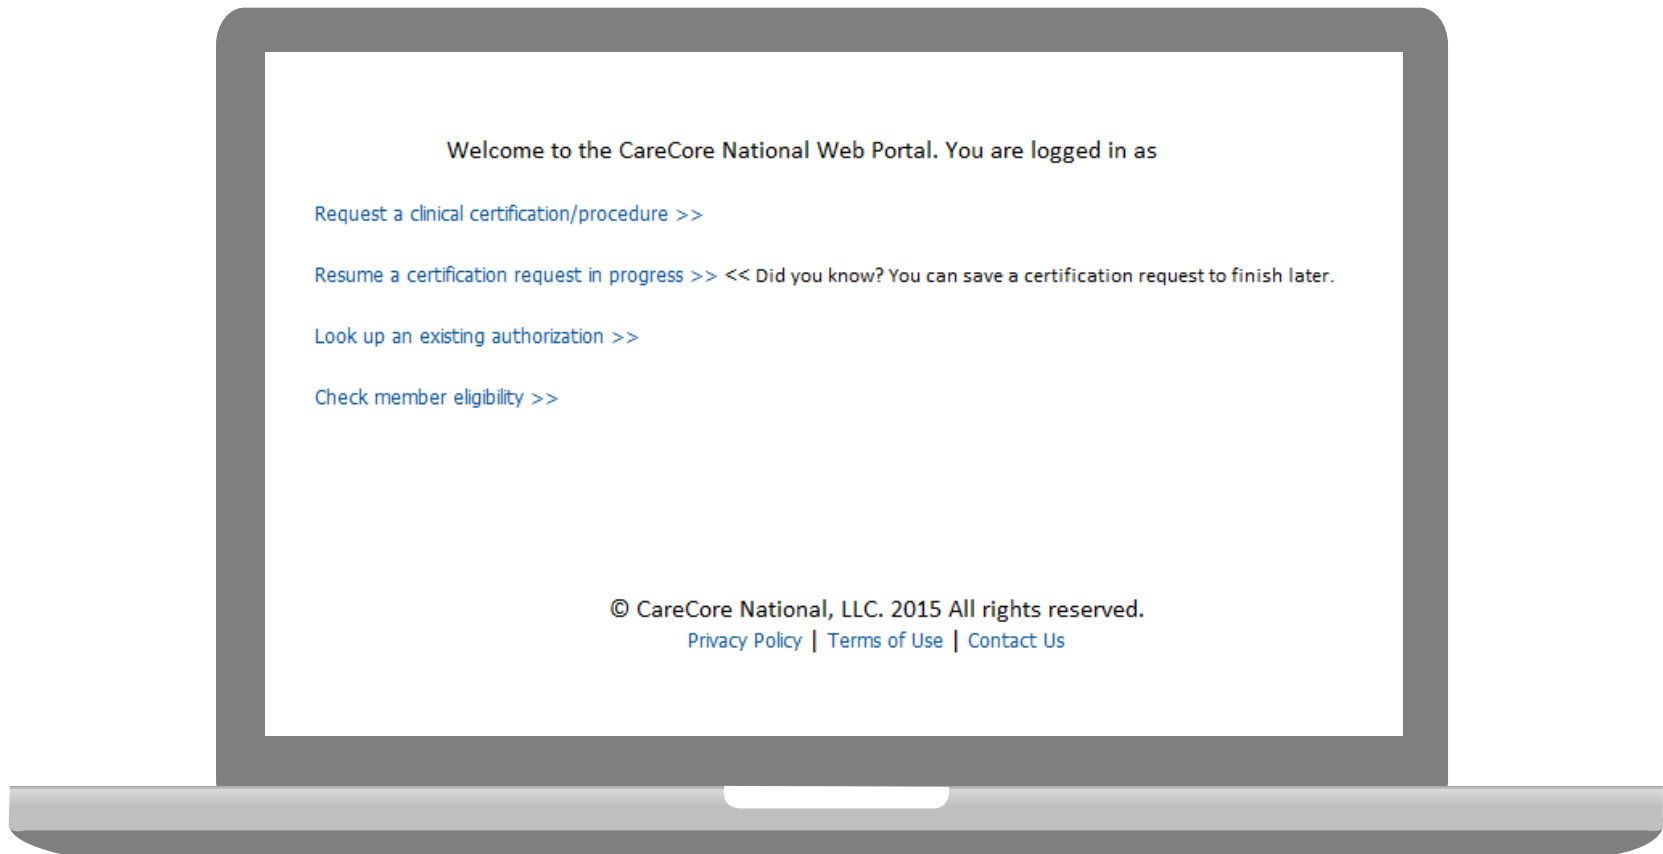 Welcome to the CareCore National Web Portal. You are logged in as
Request a clinical certification/procedure >>
Resume a certification request in progress >> << Did you know? You can save a certification request to finish later.
Look up an existing authorization >>
Check member eligibility >>
© CareCore National, LLC. 2015 All rights reserved.
Privacy Policy | Terms of Use | Contact Us